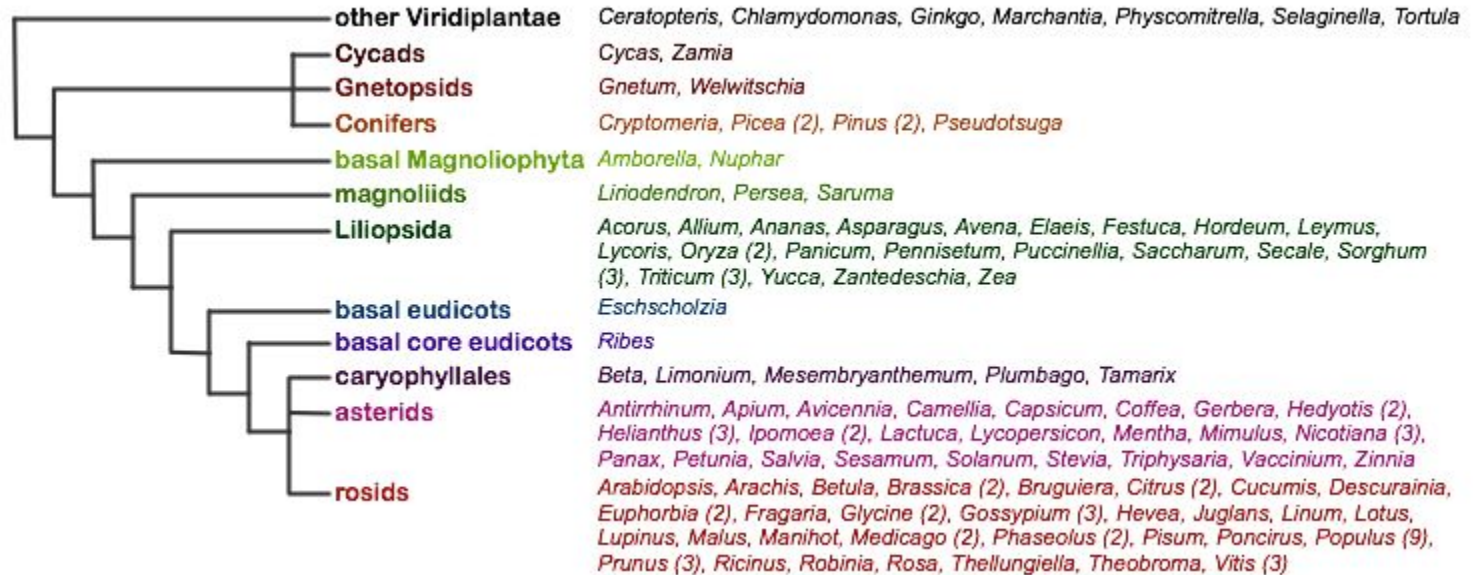 other Viridiplantae Ceratopteris, Chlamydomonas, Ginkgo, Marchantia, Physcomitrella, Selaginella, Tortula
Cycads Cycas, Zamia
Gnetopsids Gnetum, Welwitschia
Conifers Cryptomeria, Picea (2), Pinus (2), Pseudotsuga
basal Magnoliophyta Amborella, Nuphar
magnoliids Liriodendron, Persea, Saruma
Liliopsida Acorus, Allium, Ananas, Asparagus, Avena, Elaeis, Festuca, Hordeum, Leymus,
Lycoris, Oryza (2), Panicum, Pennisetum, Puccinellia, Saccharum, Secale, Sorghum
(3), Triticum (3), Yucca, Zantedeschia, Zea
basal eudicots Eschscholzia
basal core eudicots Ribes
caryophyllales Beta, Limonium, Mesembryanthemum, Plumbago, Tamarix
asterids Antirrhinum, Apium, Avicennia, Camellia, Capsicum, Coffea, Gerbera, Hedyotis (2),
Helianthus (3), Ipomoea (2), Lactuca, Lycopersicon, Mentha, Mimulus, Nicotiana (3),
Panax, Petunia, Salvia, Sesamum, Solanum, Stevia, Triphysaria, Vaccinium, Zinnia
rosids Arabidopsis, Arachis, Betula, Brassica (2), Bruguiera, Citrus (2), Cucumis, Descurainia,
Euphorbia (2), Fragaria, Glycine (2), Gossypium (3), Hevea, Juglans, Linum, Lotus,
Lupinus, Malus, Manihot, Medicago (2), Phaseolus (2), Pisum, Poncirus, Populus (9),
Prunus (3), Ricinus, Robinia, Rosa, Thellungiella, Theobroma, Vitis (3)